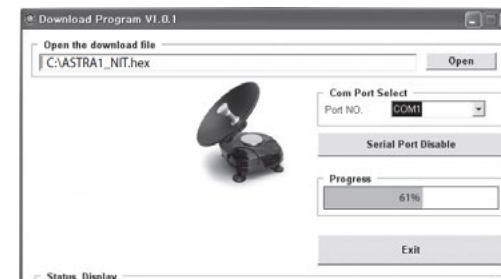 Download Program V1.0.1
Open the download file
C:\ASTRA1_NIT.hex
Open
Com Port Select
Port NO.
COM1
Serial Port Disable
Progress
61%
Exit
Status Display